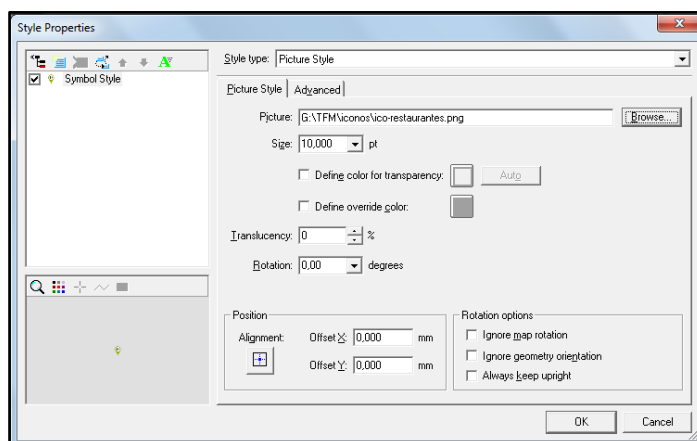 Style Properties
Symbol Style
Style type: Picture Style
Picture Style Advanced
Picture: G:\TFM\iconos\ico-restaurantes.png Browse...
Size: 10,000 pt
Define color for transparency: Auto
Define override color:
Translucency: 0 %
Rotation: 0,00 degrees
Position
Alignment: Offset X: 0,000 mm
Offset Y: 0,000 mm
Rotation options
Ignore map rotation
Ignore geometry orientation
Always keep upright
OK Cancel